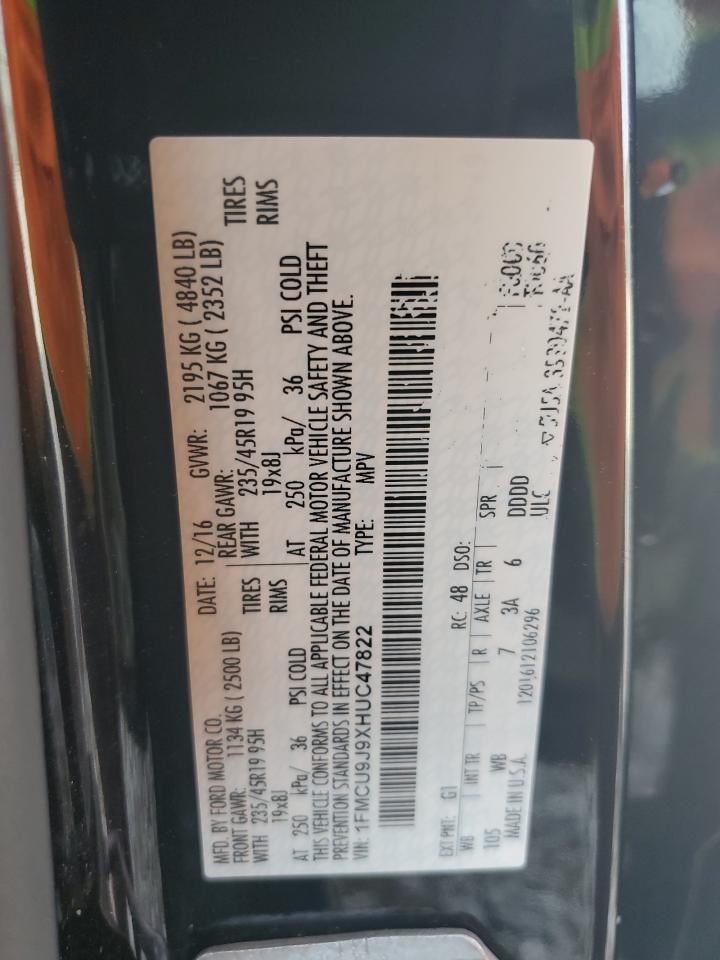 MFD. BY FORD MOTOR CO. DATE: 12/16 GVWR: 2195 KG ( 4840 LB)
FRONT GAWR: 1134 KG ( 2500 LB) REAR GAWR: 1067 KG ( 2352 LB)
WITH 235/45R19 95H TIRES WITH 235/45R19 95H TIRES
19x8J RIMS 19x8J RIMS
AT 250 kPa/ 36 PSI COLD AT 250 kPa/ 36 PSI COLD
THIS VEHICLE CONFORMS TO ALL APPLICABLE FEDERAL MOTOR VEHICLE SAFETY AND THEFT
PREVENTION STANDARDS IN EFFECT ON THE DATE OF MANUFACTURE SHOWN ABOVE.
VIN: 1FMCU9J9XHUC47822 TYPE: MPV
EXT PNT: G1 RC: 48 DSO:
WB INT TR TP/PS R AXLE TR SPR
105 WB 7 3A 6 DDDD
MADE IN U.S.A. 1201612106296 ULC